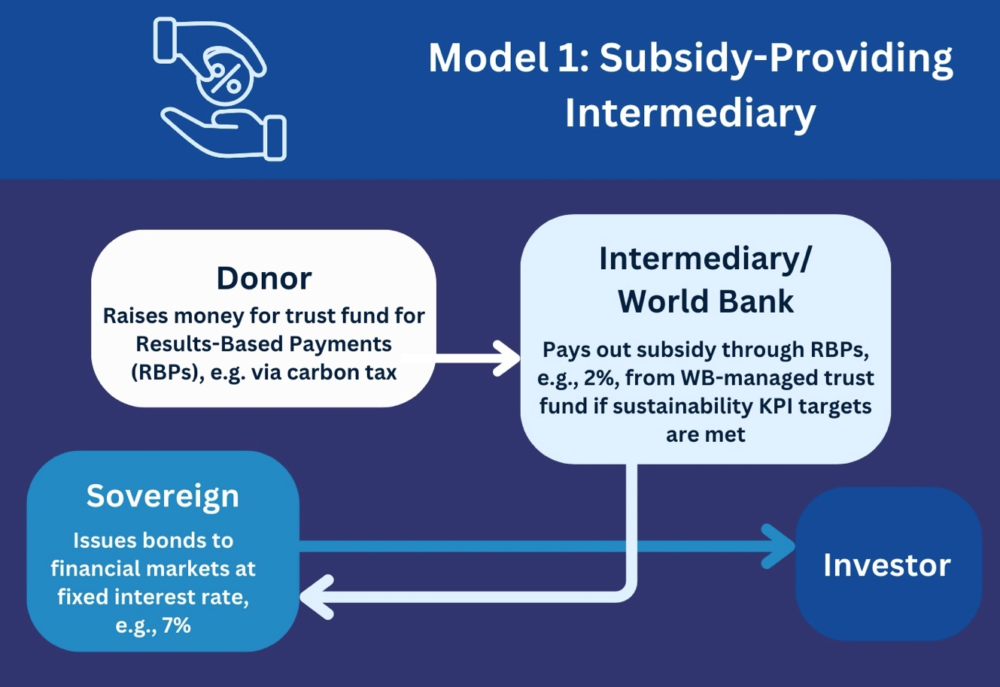 Model 1: Subsidy-Providing
Intermediary
%
Donor
Raises money for trust fund for
Results-Based Payments
(RBPs), e.g. via carbon tax
Intermediary/
World Bank
Pays out subsidy through RBPs,
e.g., 2%, from WB-managed trust
fund if sustainability KPI targets
are met
Sovereign
Issues bonds to
financial markets at
fixed interest rate,
e.g., 7%
Investor